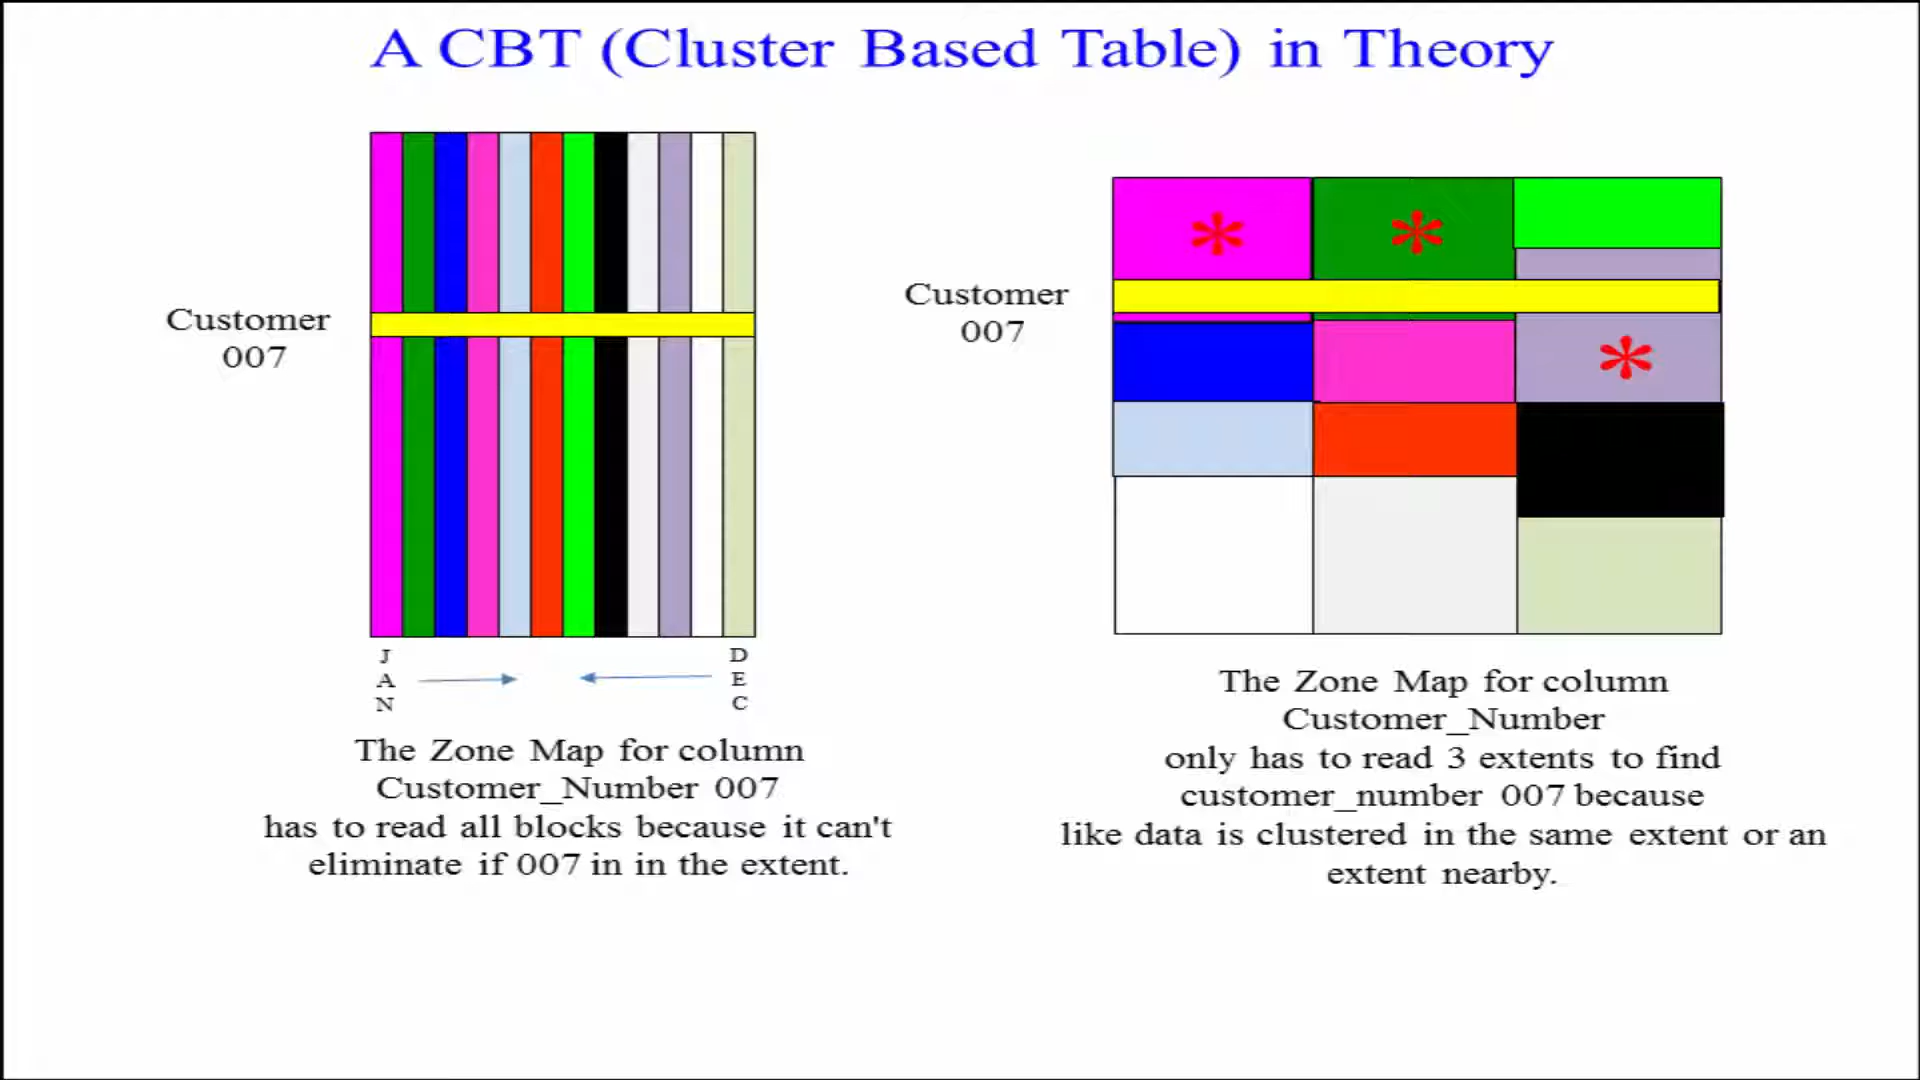 A CBT (Cluster Based Table) in Theory
Customer
007
J
A
N
D
E
C
The Zone Map for column
Customer_Number 007
has to read all blocks because it can't
eliminate if 007 in in the extent.
Customer
007
*
*
*
The Zone Map for column
Customer_Number
only has to read 3 extents to find
customer_number 007 because
like data is clustered in the same extent or an
extent nearby.